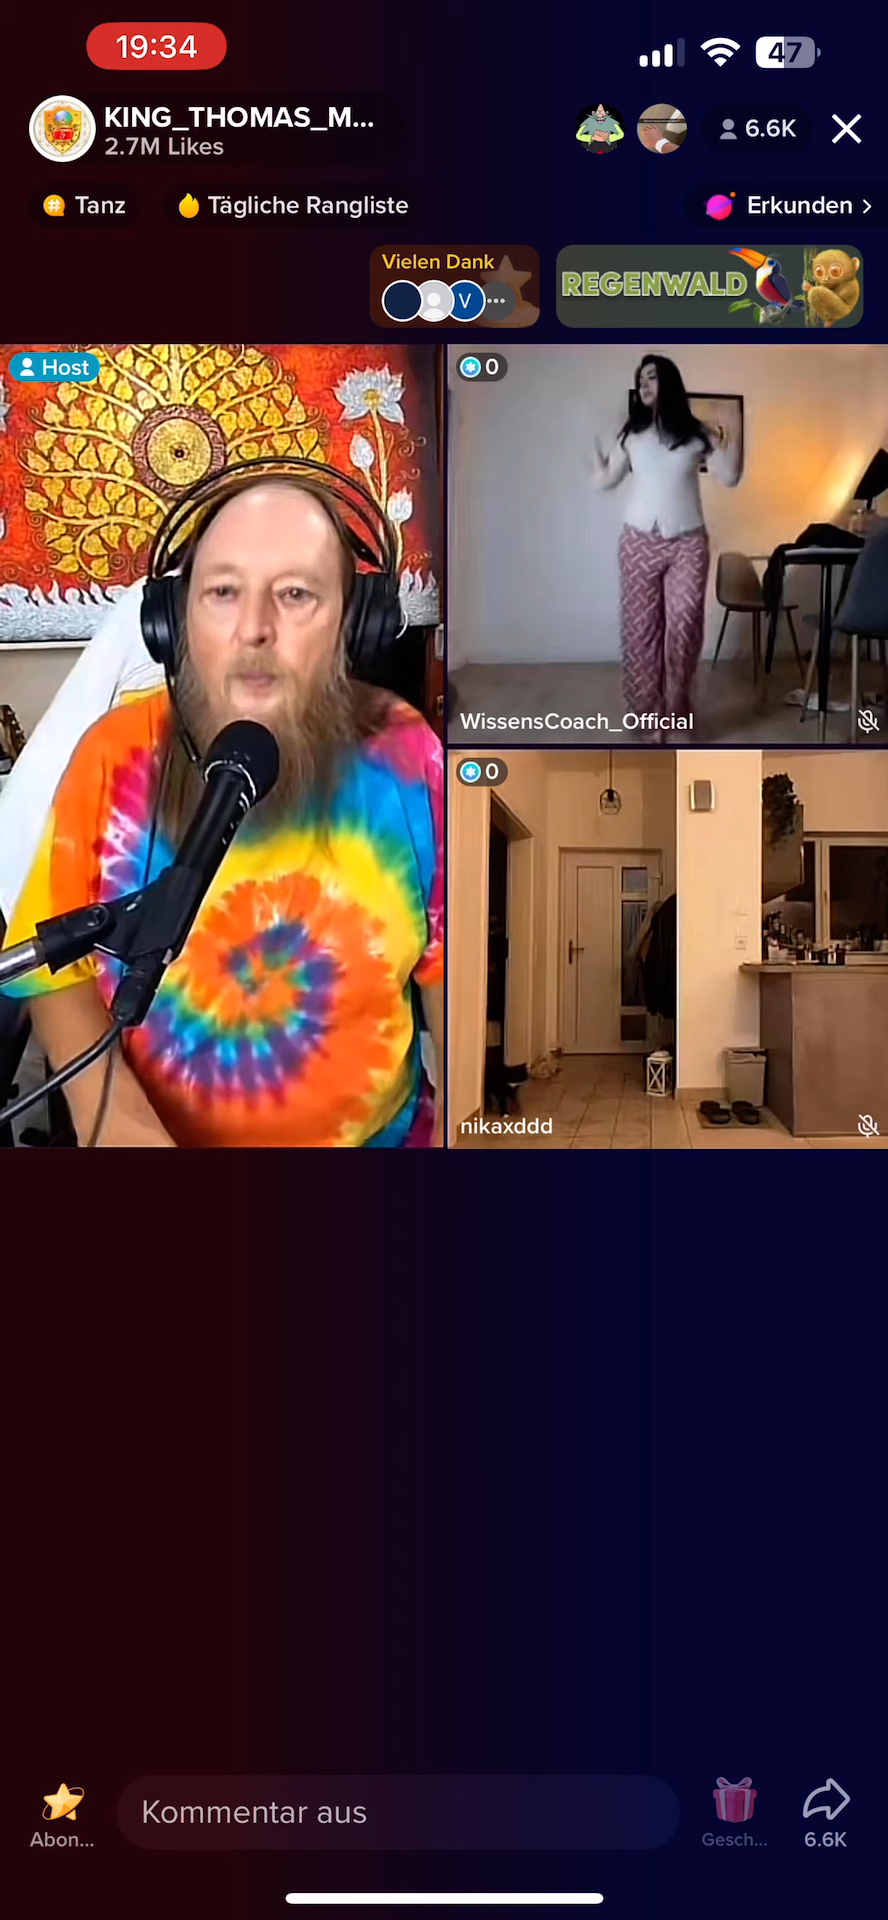 19:34
47
KING_THOMAS_M...
2.7M Likes
6.6K
Tanz
Tägliche Rangliste
Erkunden
Vielen Dank
V
REGENWALD
Host
0
WissensCoach_Official
0
nikaxddd
Abon...
Kommentar aus
Gesch...
6.6K